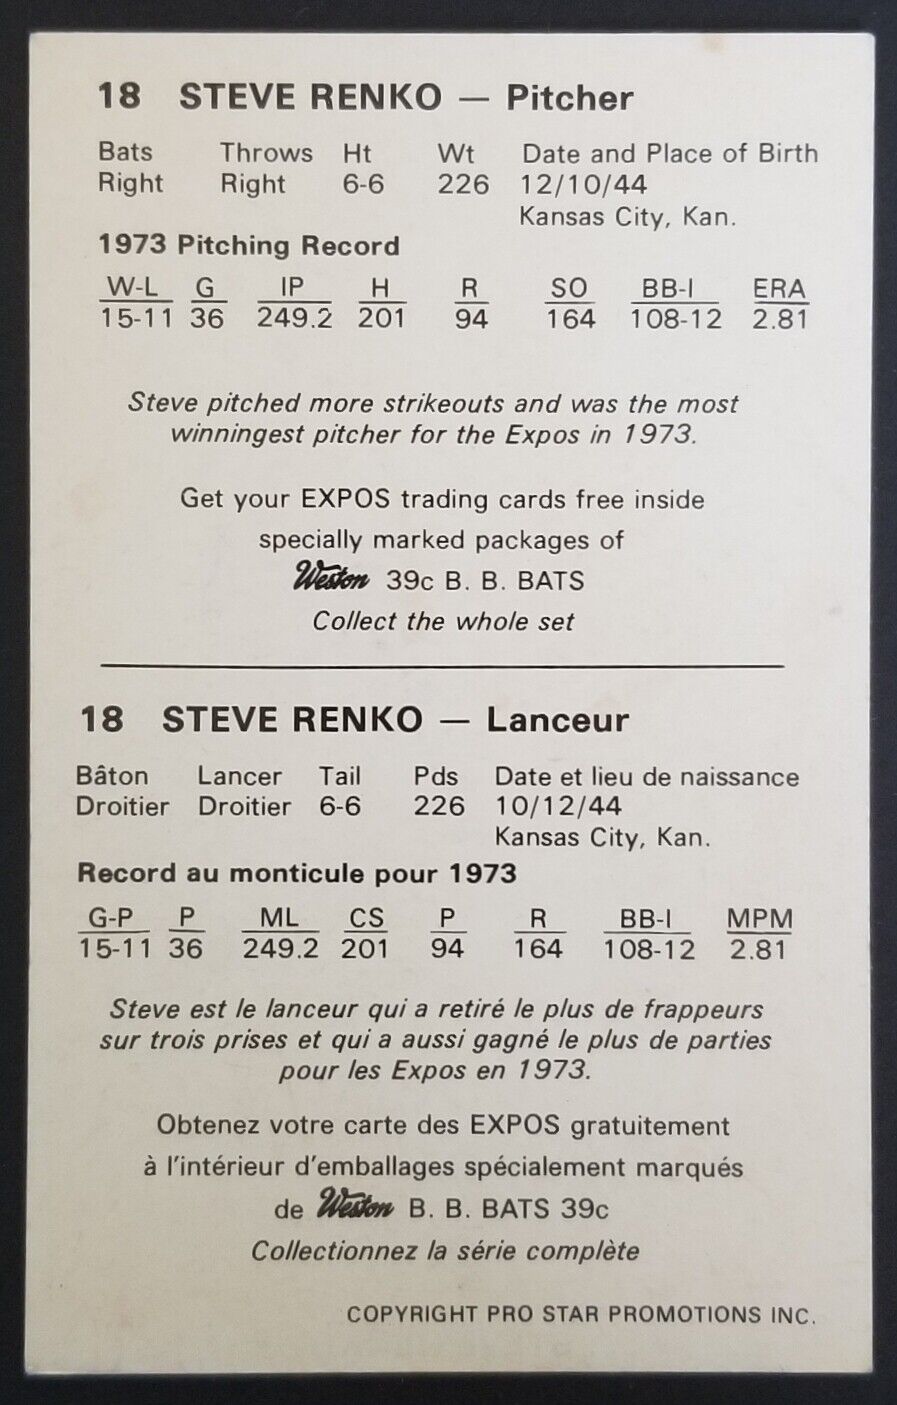 18 STEVE RENKO — Pitcher
Bats Throws Ht Wt Date and Place of Birth
Right Right 6-6 226 12/10/44
Kansas City, Kan.
1973 Pitching Record
W-L G IP H R SO BB-I ERA
15-11 36 249.2 201 94 164 108-12 2.81
Steve pitched more strikeouts and was the most
winningest pitcher for the Expos in 1973.
Get your EXPOS trading cards free inside
specially marked packages of
Weston 39c B. B. BATS
Collect the whole set
18 STEVE RENKO — Lanceur
Bâton Lancer Tail Pds Date et lieu de naissance
Droitier Droitier 6-6 226 10/12/44
Kansas City, Kan.
Record au monticule pour 1973
G-P P ML CS P R BB-I MPM
15-11 36 249.2 201 94 164 108-12 2.81
Steve est le lanceur qui a retiré le plus de frappeurs
sur trois prises et qui a aussi gagné le plus de parties
pour les Expos en 1973.
Obtenez votre carte des EXPOS gratuitement
à l'intérieur d'emballages spécialement marqués
de Weston B. B. BATS 39c
Collectionnez la série complète
COPYRIGHT PRO STAR PROMOTIONS INC.